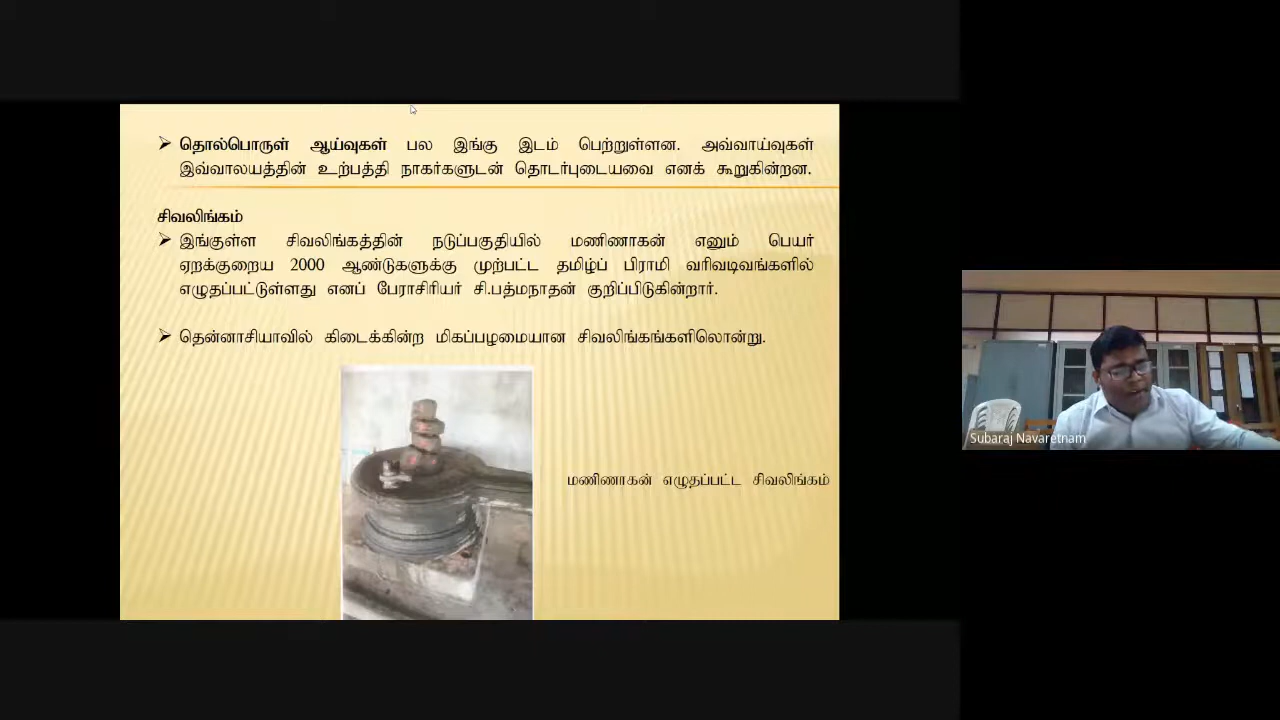 தொல்பொருள் ஆய்வுகள் பல இங்கு இடம் பெற்றுள்ளன. அவ்வாய்வுகள்
இவ்வாலயத்தின் உற்பத்தி நாகர்களுடன் தொடர்புடையவை எனக் கூறுகின்றன.
சிவலிங்கம்
இங்குள்ள சிவலிங்கத்தின் நடுப்பகுதியில் மணிணாகன் எனும் பெயர்
ஏறக்குறைய 2000 ஆண்டுகளுக்கு முற்பட்ட தமிழ்ப் பிராமி வரிவடிவங்களில்
எழுதப்பட்டுள்ளது எனப் பேராசிரியர் சி.பத்மநாதன் குறிப்பிடுகின்றார்.
தென்னாசியாவில் கிடைக்கின்ற மிகப்பழமையான சிவலிங்கங்களிலொன்று.
மணிணாகன் எழுதப்பட்ட சிவலிங்கம்
Subaraj Navaretnam